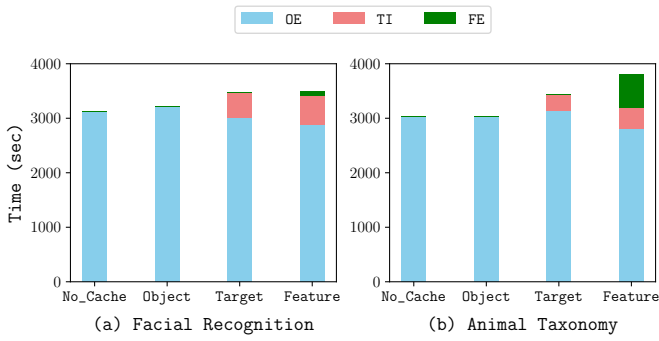 OE TI FE
4000
3000
2000
1000
0
Time (sec)
No_Cache Object Target Feature
(a) Facial Recognition
4000
3000
2000
1000
0
No_Cache Object Target Feature
(b) Animal Taxonomy